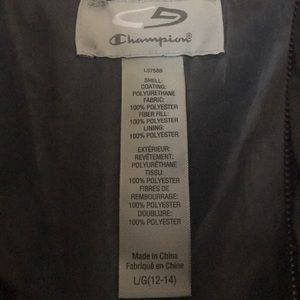 Champion®
L57589
SHELL:
COATING:
POLYURETHANE
FABRIC:
100% POLYESTER
FIBER FILL:
100% POLYESTER
LINING:
100% POLYESTER
EXTÉRIEUR:
REVÊTEMENT:
POLYURÉTHANE
TISSU:
100% POLYESTER
FIBRES DE
REMBOURRAGE:
100% POLYESTER
DOUBLURE:
100% POLYESTER
Made in China
Fabriqué en Chine
L/G(12-14)